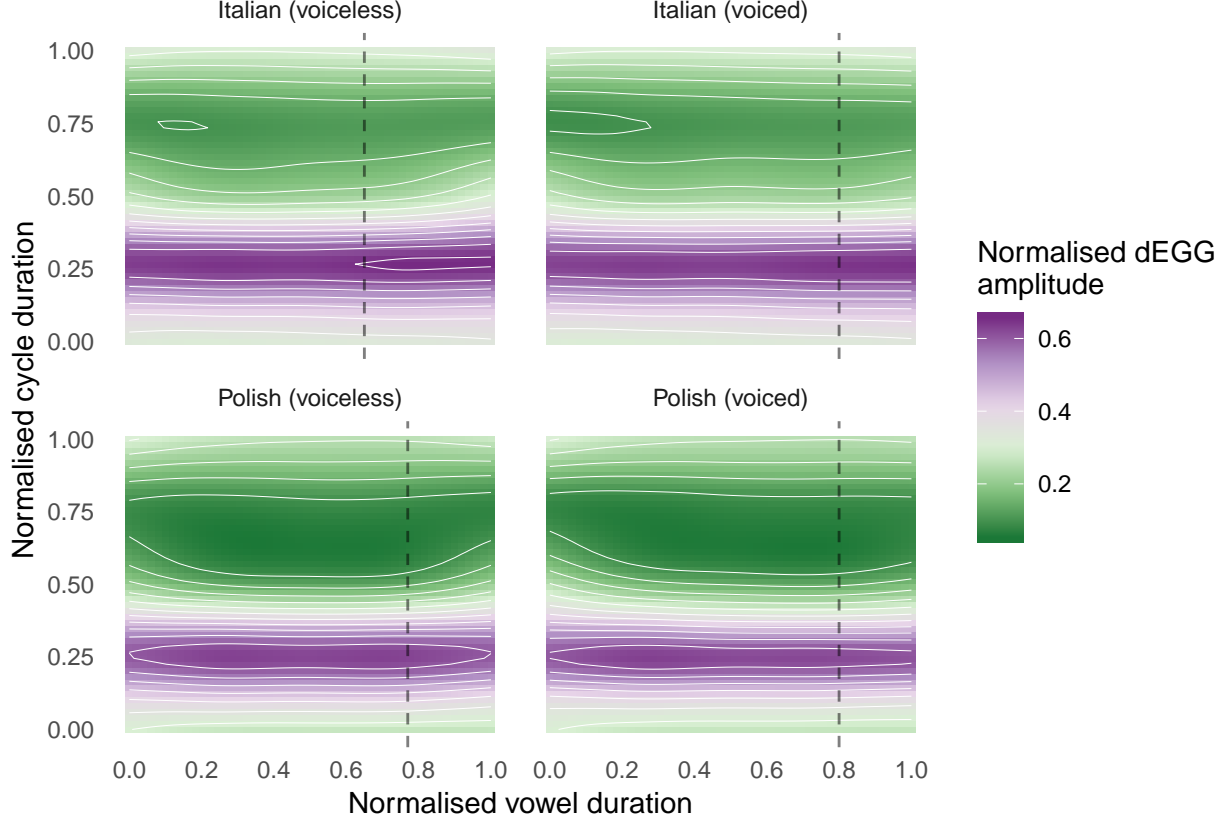 Italian (voiceless)
Italian (voiced)
1.00
0.75
0.50
0.25
0.00
Polish (voiceless)
Polish (voiced)
1.00
0.75
0.50
0.25
0.00
0.0 0.2 0.4 0.6 0.8 1.0
0.0 0.2 0.4 0.6 0.8 1.0
Normalised vowel duration
Normalised cycle duration
Normalised dEGG
amplitude
0.6
0.4
0.2